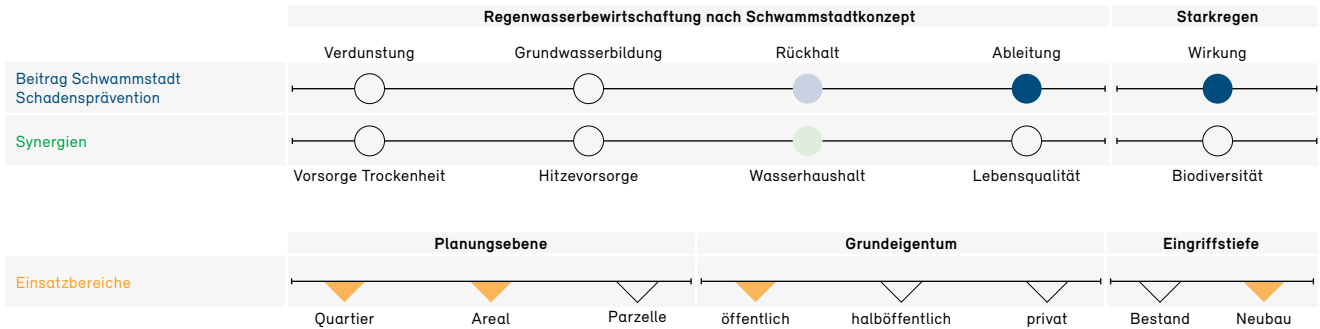 Regenwasserbewirtschaftung nach Schwammstadtkonzept Starkregen
Verdunstung Grundwasserbildung Rückhalt Ableitung Wirkung
Beitrag Schwammstadt
Schadensprävention
Synergien
Vorsorge Trockenheit Hitzevorsorge Wasserhaushalt Lebensqualität Biodiversität
Planungsebene Grundeigentum Eingriffstiefe
Einsatzbereiche
Quartier Areal Parzelle öffentlich halböffentlich privat Bestand Neubau